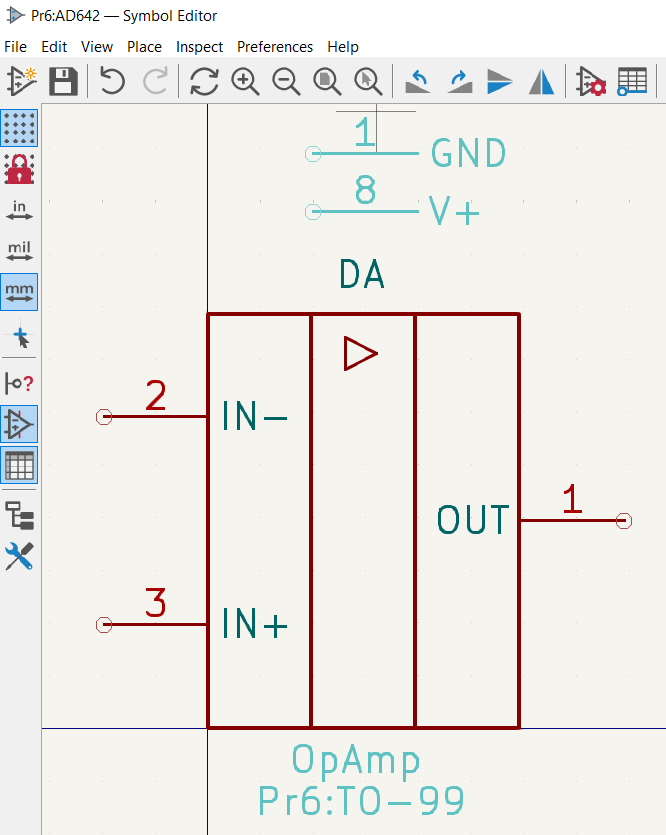 Pr6:AD642 — Symbol Editor
File Edit View Place Inspect Preferences Help
in
mil
mm
1 GND
8 V+
DA
2 IN-
OUT 1
3 IN+
OpAmp
Pr6:TO-99